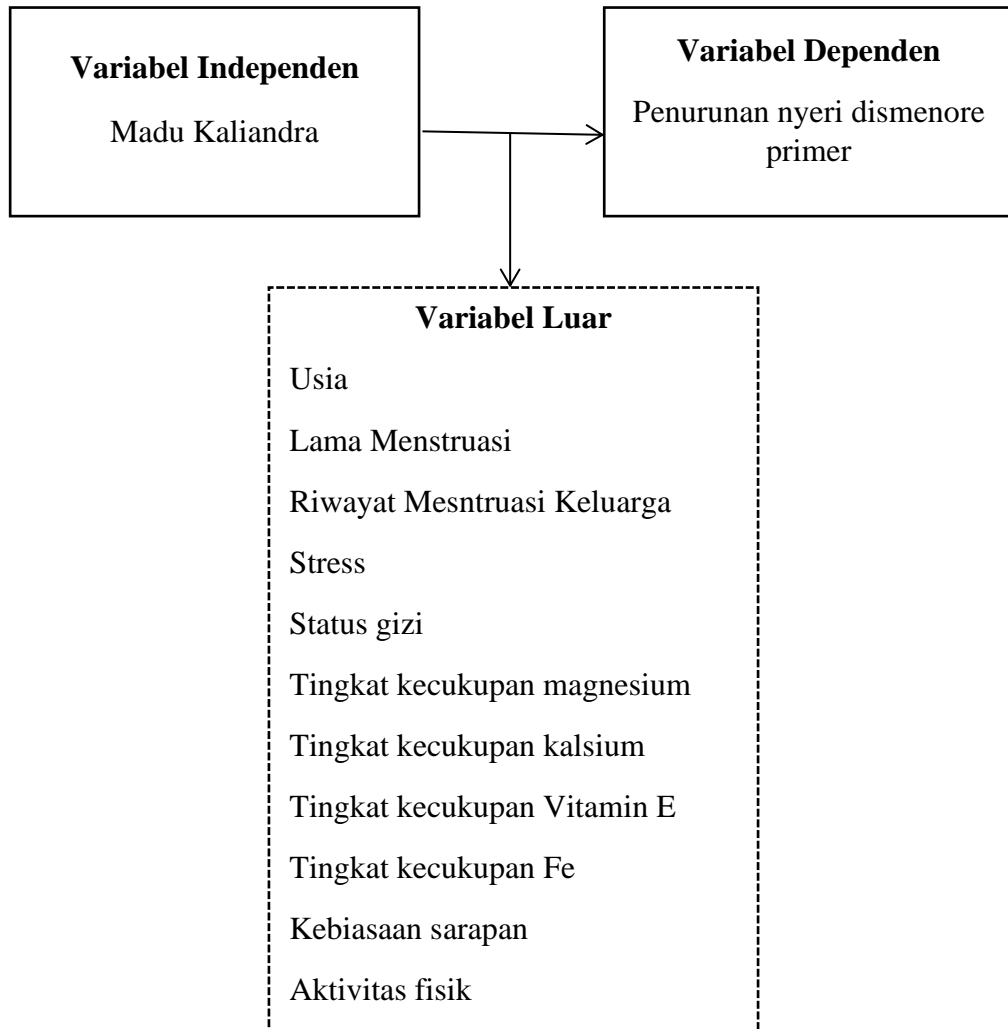 Variabel Independen
Madu Kaliandra
Variabel Dependen
Penurunan nyeri dismenore
primer
Variabel Luar
Usia
Lama Menstruasi
Riwayat Mesntruasi Keluarga
Stress
Status gizi
Tingkat kecukupan magnesium
Tingkat kecukupan kalsium
Tingkat kecukupan Vitamin E
Tingkat kecukupan Fe
Kebiasaan sarapan
Aktivitas fisik